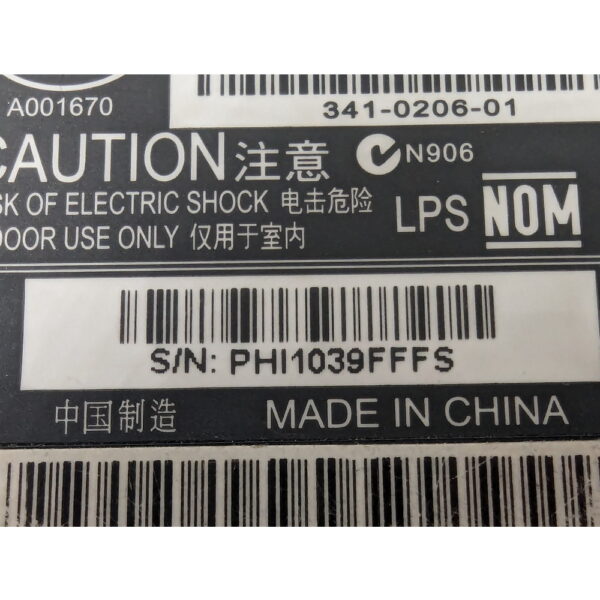 A001670
341-0206-01
CAUTION 注意
N906
SK OF ELECTRIC SHOCK 电击危险
LPS NOM
DOOR USE ONLY 仅用于室内
S/N: PHI1039FFFS
中国制造 MADE IN CHINA